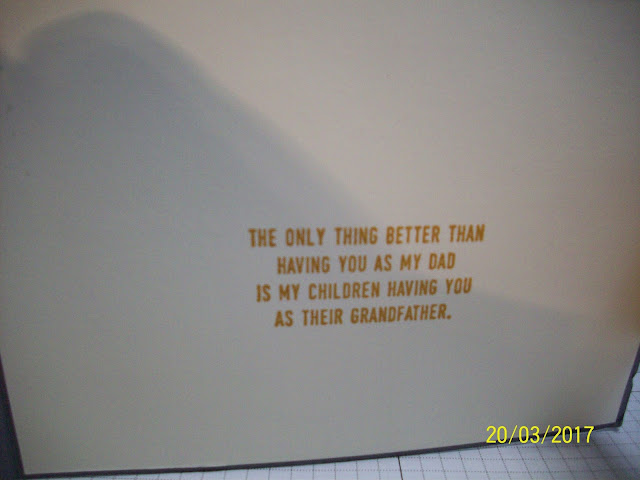 THE ONLY THING BETTER THAN
HAVING YOU AS MY DAD
IS MY CHILDREN HAVING YOU
AS THEIR GRANDFATHER.
20/03/2017